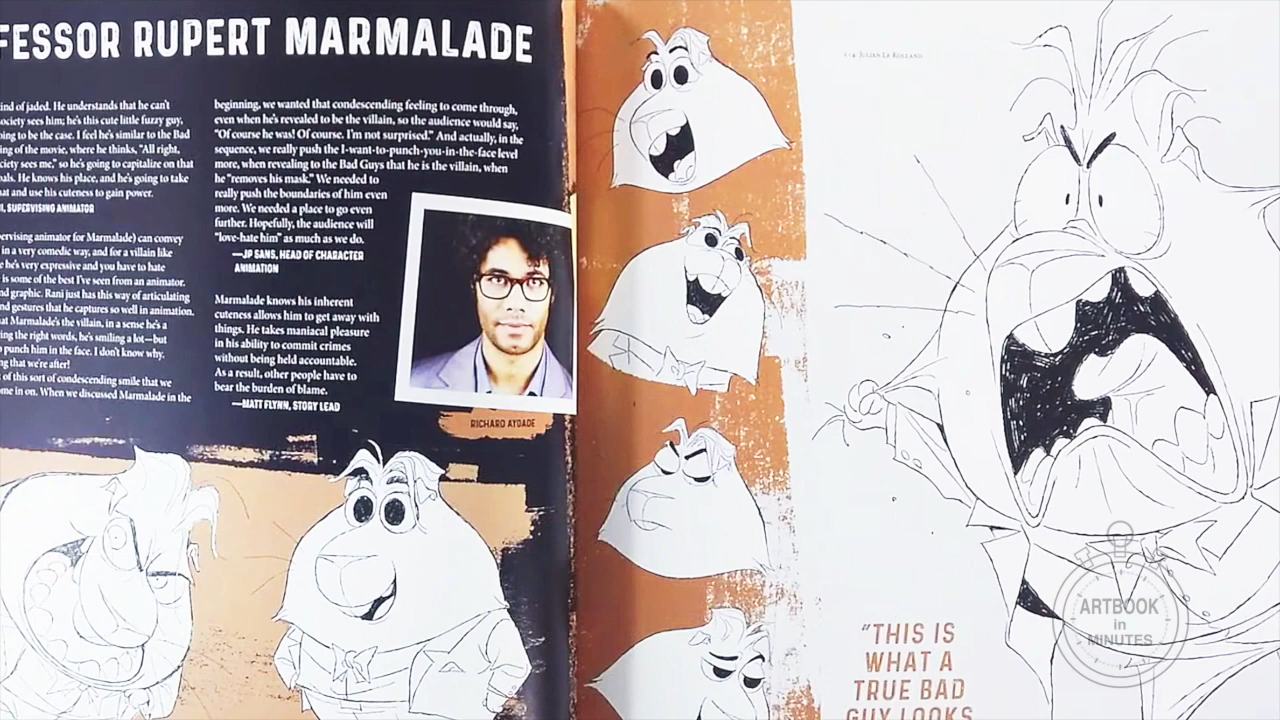 FESSOR RUPERT MARMALADE
ind of jaded. He understands that he can't
ociety sees him; he's this cute little fuzzy guy,
oing to be the case. I feel he's similar to the Bad
ing of the movie, where he thinks, "All right,
ciety sees me," so he's going to capitalize on that
als. He knows his place, and he's going to take
hat and use his cuteness to gain power.
I, SUPERVISING ANIMATOR
ervising animator for Marmalade) can convey
in a very comedic way, and for a villain like
e he's very expressive and you have to hate
is some of the best I've seen from an animator.
nd graphic. Rani just has this way of articulating
nd gestures that he captures so well in animation.
at Marmalade's the villain, in a sense he's a
ing the right words, he's smiling a lot—but
punch him in the face. I don't know why.
ng that we're after!
of this sort of condescending smile that we
me in on. When we discussed Marmalade in the
beginning, we wanted that condescending feeling to come through,
even when he's revealed to be the villain, so the audience would say,
"Of course he was! Of course. I'm not surprised." And actually, in the
sequence, we really push the I-want-to-punch-you-in-the-face level
more, when revealing to the Bad Guys that he is the villain, when
he "removes his mask." We needed to
really push the boundaries of him even
more. We needed a place to go even
further. Hopefully, the audience will
"love-hate him" as much as we do.
—JP SANS, HEAD OF CHARACTER
ANIMATION
Marmalade knows his inherent
cuteness allows him to get away with
things. He takes maniacal pleasure
in his ability to commit crimes
without being held accountable.
As a result, other people have to
bear the burden of blame.
—MATT FLYNN, STORY LEAD
RICHARD AYOADE
JULIEN LE ROLLAND
"THIS IS
WHAT A
TRUE BAD
GUY LOOKS
ARTBOOK
in
MINUTES